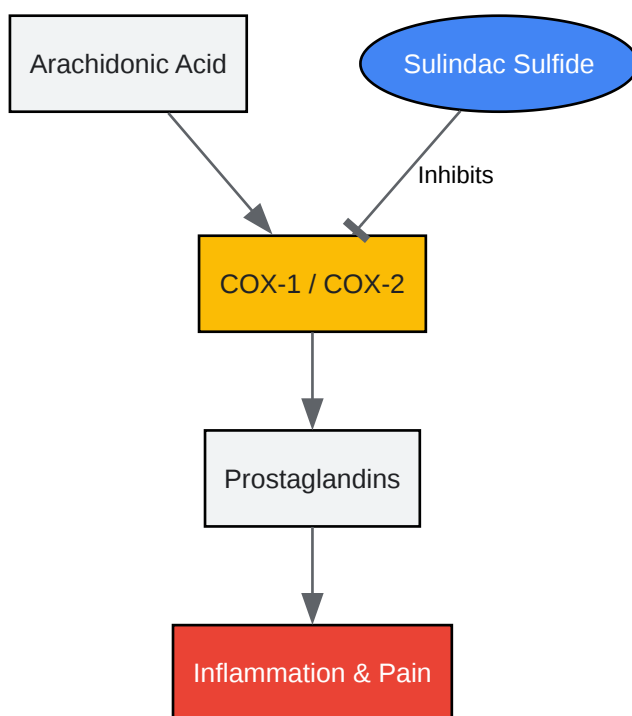 Arachidonic Acid
Sulindac Sulfide
Inhibits
COX-1 / COX-2
Prostaglandins
Inflammation & Pain